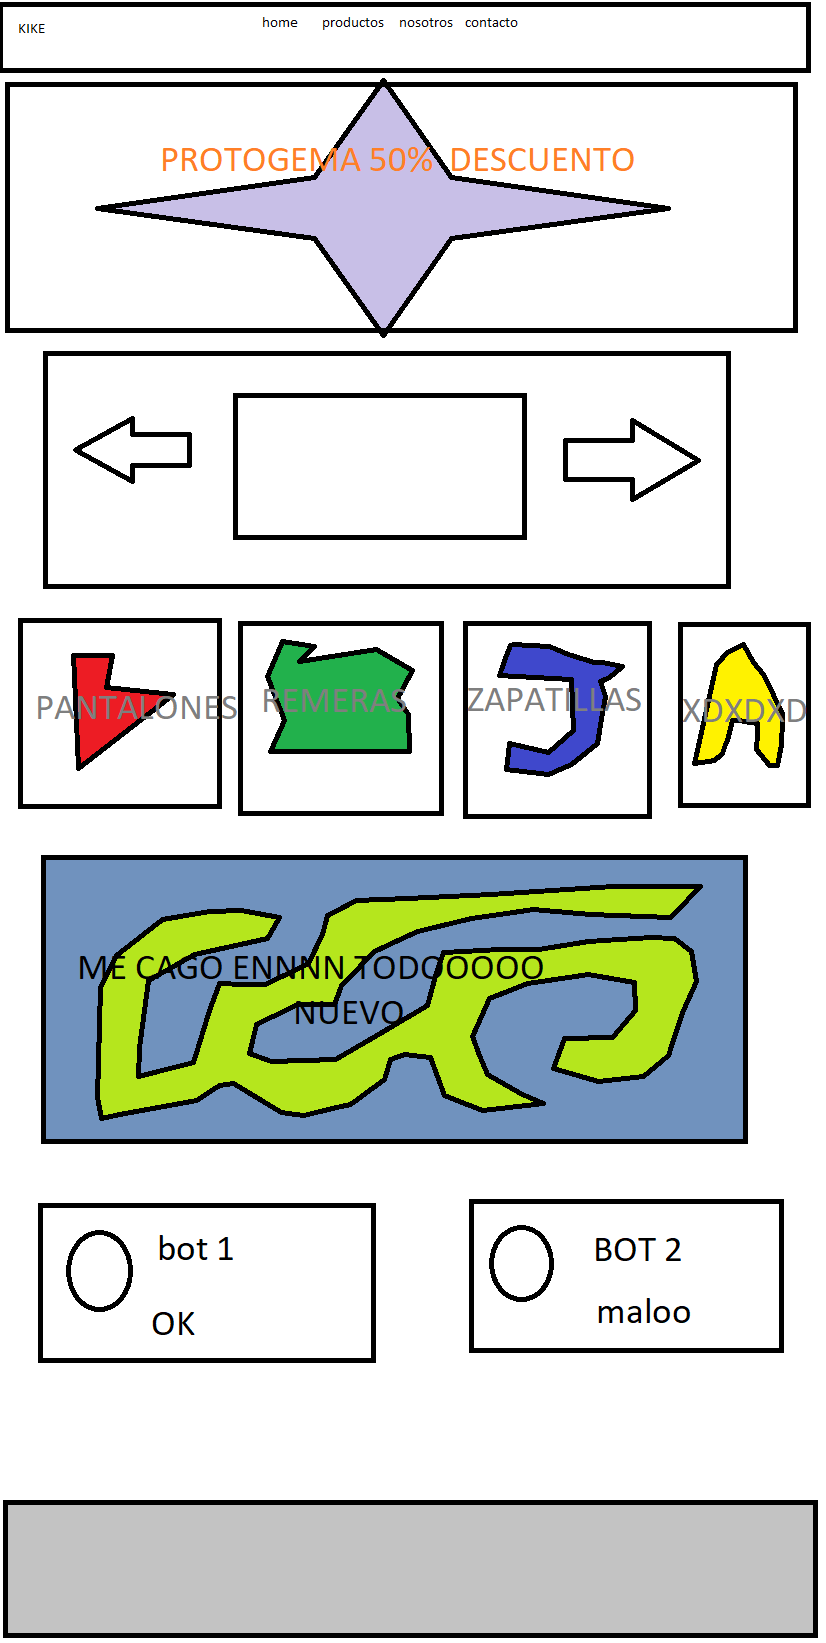 KIKE
home productos nosotros contacto
PROTOGEMA 50% DESCUENTO
PANTALONES
REMERAS
ZAPATILLAS
XDXDXD
ME CAGO ENNNN TODOOOOO
NUEVO
bot 1
OK
BOT 2
maloo